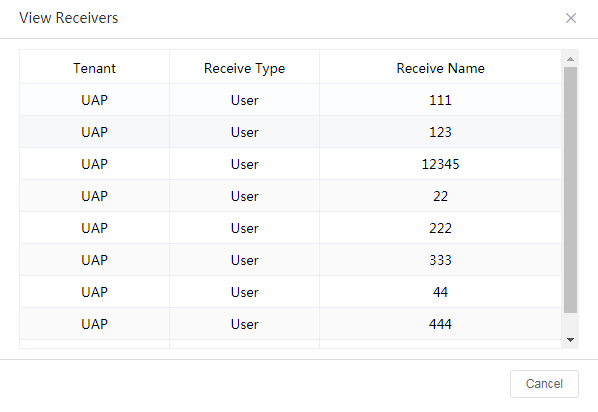 View Receivers
Tenant Receive Type Receive Name
UAP User 111
UAP User 123
UAP User 12345
UAP User 22
UAP User 222
UAP User 333
UAP User 44
UAP User 444
Cancel